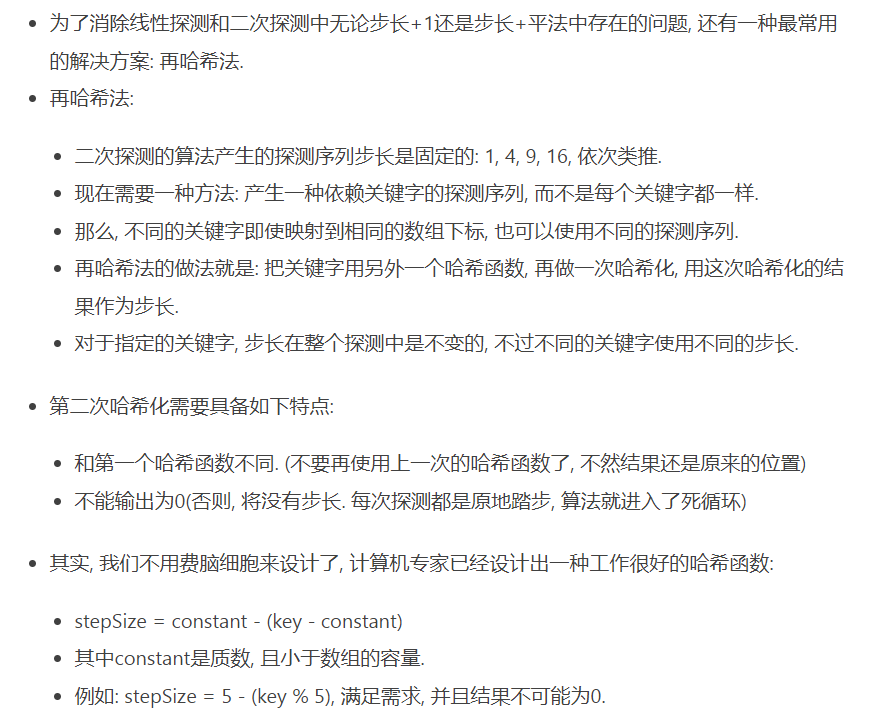 为了消除线性探测和二次探测中无论步长+1还是步长+平法中存在的问题, 还有一种最常用
的解决方案: 再哈希法.
再哈希法:
二次探测的算法产生的探测序列步长是固定的: 1, 4, 9, 16, 依次类推.
现在需要一种方法: 产生一种依赖关键字的探测序列, 而不是每个关键字都一样.
那么, 不同的关键字即使映射到相同的数组下标, 也可以使用不同的探测序列.
再哈希法的做法就是: 把关键字用另外一个哈希函数, 再做一次哈希化, 用这次哈希化的结
果作为步长.
对于指定的关键字, 步长在整个探测中是不变的, 不过不同的关键字使用不同的步长.
第二次哈希化需要具备如下特点:
和第一个哈希函数不同. (不要再使用上一次的哈希函数了, 不然结果还是原来的位置)
不能输出为0(否则, 将没有步长. 每次探测都是原地踏步, 算法就进入了死循环)
其实, 我们不用费脑细胞来设计了, 计算机专家已经设计出一种工作很好的哈希函数:
stepSize = constant - (key - constant)
其中constant是质数, 且小于数组的容量.
例如: stepSize = 5 - (key % 5), 满足需求, 并且结果不可能为0.